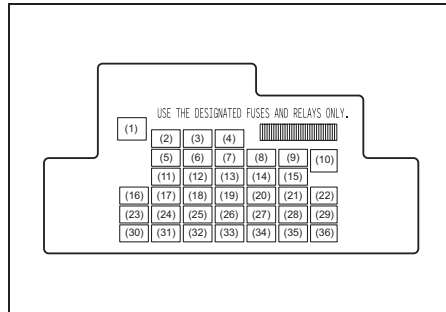 USE THE DESIGNATED FUSES AND RELAYS ONLY.
(1)
(2) (3) (4)
(5) (6) (7) (8) (9) (10)
(11) (12) (13) (14) (15)
(16) (17) (18) (19) (20) (21) (22)
(23) (24) (25) (26) (27) (28) (29)
(30) (31) (32) (33) (34) (35) (36)